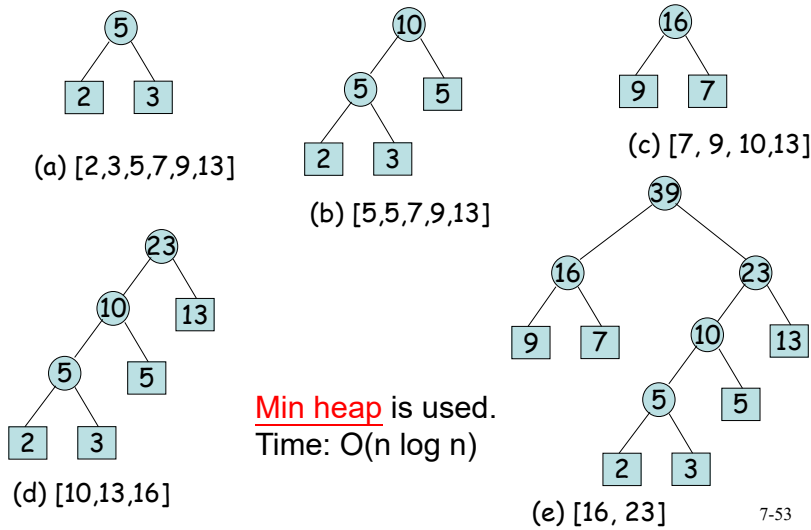 5
2 3
(a) [2,3,5,7,9,13]
10
5 5
2 3
(b) [5,5,7,9,13]
16
9 7
(c) [7, 9, 10,13]
23
10 13
5 5
2 3
(d) [10,13,16]
Min heap is used.
Time: O(n log n)
39
16 23
9 7 10 13
5 5
2 3
(e) [16, 23]
7-53